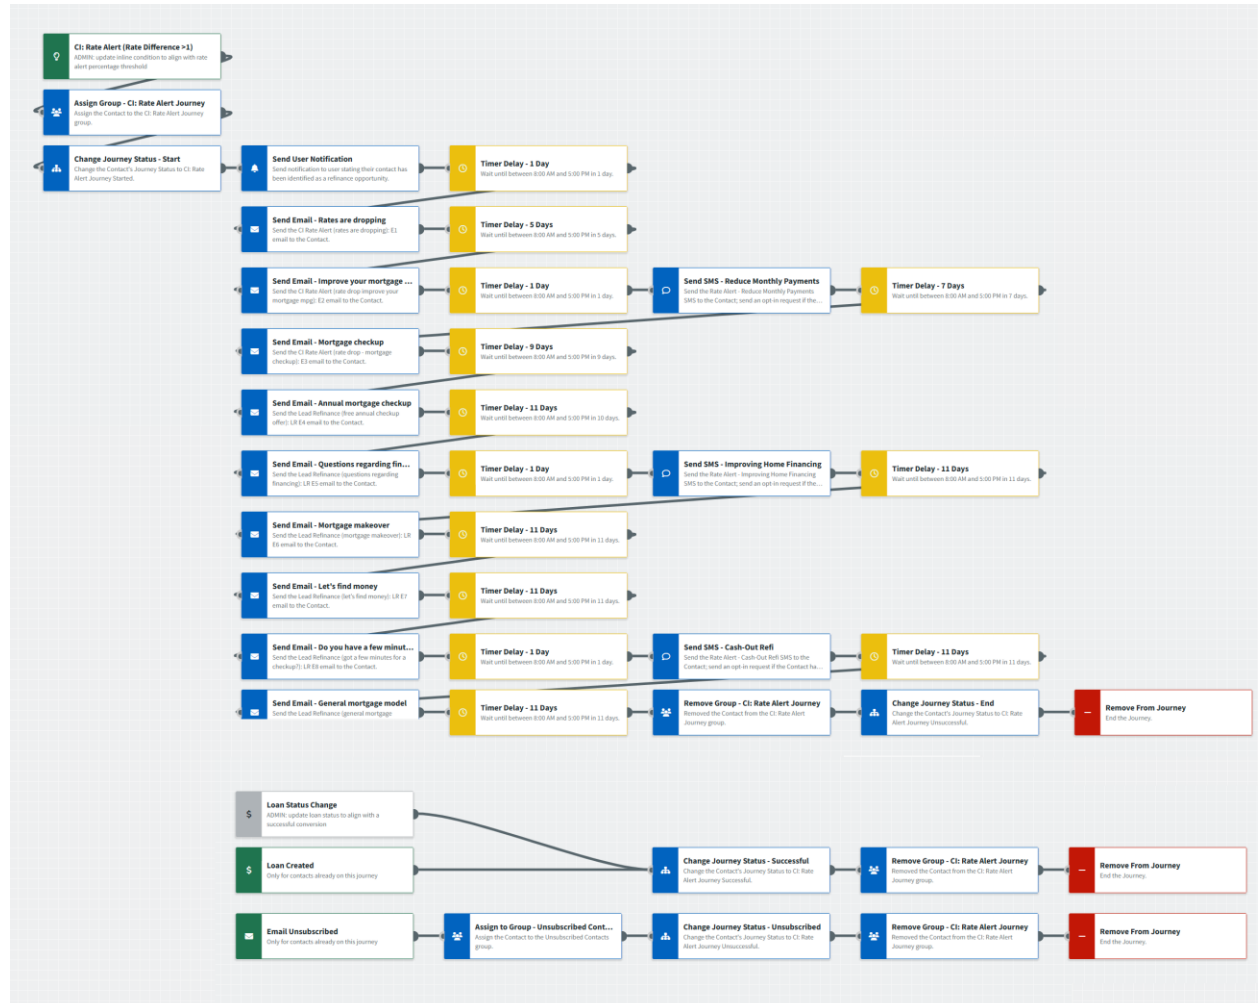 CI: Rate Alert (Rate Difference >1)
ADMIN: update inline condition to align with rate
alert percentage threshold
Assign Group - CI: Rate Alert Journey
Assign the Contact to the CI: Rate Alert Journey
group.
Change Journey Status - Start
Change the Contact's Journey Status to CI: Rate
Alert Journey Started.
Send User Notification
Send notification to user stating their contact has
been identified as a refinance opportunity.
Timer Delay - 1 Day
Wait until between 8:00 AM and 5:00 PM in 1 day.
Send Email - Rates are dropping
Send the CI Rate Alert (rates are dropping): E1
email to the Contact.
Timer Delay - 5 Days
Wait until between 8:00 AM and 5:00 PM in 5 days.
Send Email - Improve your mortgage ...
Send the CI Rate Alert (rate drop improve your
mortgage mpg): E2 email to the Contact.
Timer Delay - 1 Day
Wait until between 8:00 AM and 5:00 PM in 1 day.
Send SMS - Reduce Monthly Payments
Send the Rate Alert - Reduce Monthly Payments
SMS to the Contact; send an opt-in request if the...
Timer Delay - 7 Days
Wait until between 8:00 AM and 5:00 PM in 7 days.
Send Email - Mortgage checkup
Send the CI Rate Alert (rate drop - mortgage
checkup): E3 email to the Contact.
Timer Delay - 9 Days
Wait until between 8:00 AM and 5:00 PM in 9 days.
Send Email - Annual mortgage checkup
Send the Lead Refinance (free annual checkup
offer): LR E4 email to the Contact.
Timer Delay - 11 Days
Wait until between 8:00 AM and 5:00 PM in 10 days.
Send Email - Questions regarding fin...
Send the Lead Refinance (questions regarding
financing): LR E5 email to the Contact.
Timer Delay - 1 Day
Wait until between 8:00 AM and 5:00 PM in 1 day.
Send SMS - Improving Home Financing
Send the Rate Alert - Improving Home Financing
SMS to the Contact; send an opt-in request if the...
Timer Delay - 11 Days
Wait until between 8:00 AM and 5:00 PM in 11 days.
Send Email - Mortgage makeover
Send the Lead Refinance (mortgage makeover): LR
E6 email to the Contact.
Timer Delay - 11 Days
Wait until between 8:00 AM and 5:00 PM in 11 days.
Send Email - Let's find money
Send the Lead Refinance (let's find money): LR E7
email to the Contact.
Timer Delay - 11 Days
Wait until between 8:00 AM and 5:00 PM in 11 days.
Send Email - Do you have a few minut...
Send the Lead Refinance (got a few minutes for a
checkup?): LR E8 email to the Contact.
Timer Delay - 1 Day
Wait until between 8:00 AM and 5:00 PM in 1 day.
Send SMS - Cash-Out Refi
Send the Rate Alert - Cash-Out Refi SMS to the
Contact; send an opt-in request if the Contact ha...
Timer Delay - 11 Days
Wait until between 8:00 AM and 5:00 PM in 11 days.
Send Email - General mortgage model
Send the Lead Refinance (general mortgage
Timer Delay - 11 Days
Wait until between 8:00 AM and 5:00 PM in 11 days.
Remove Group - CI: Rate Alert Journey
Removed the Contact from the CI: Rate Alert
Journey group.
Change Journey Status - End
Change the Contact's Journey Status to CI: Rate
Alert Journey Unsuccessful.
Remove From Journey
End the Journey.
Loan Status Change
ADMIN: update loan status to align with a
successful conversion
Loan Created
Only for contacts already on this journey
Change Journey Status - Successful
Change the Contact's Journey Status to CI: Rate
Alert Journey Successful.
Remove Group - CI: Rate Alert Journey
Removed the Contact from the CI: Rate Alert
Journey group.
Remove From Journey
End the Journey.
Email Unsubscribed
Only for contacts already on this journey
Assign to Group - Unsubscribed Cont...
Assign the Contact to the Unsubscribed Contacts
group.
Change Journey Status - Unsubscribed
Change the Contact's Journey Status to CI: Rate
Alert Journey Unsuccessful.
Remove Group - CI: Rate Alert Journey
Removed the Contact from the CI: Rate Alert
Journey group.
Remove From Journey
End the Journey.